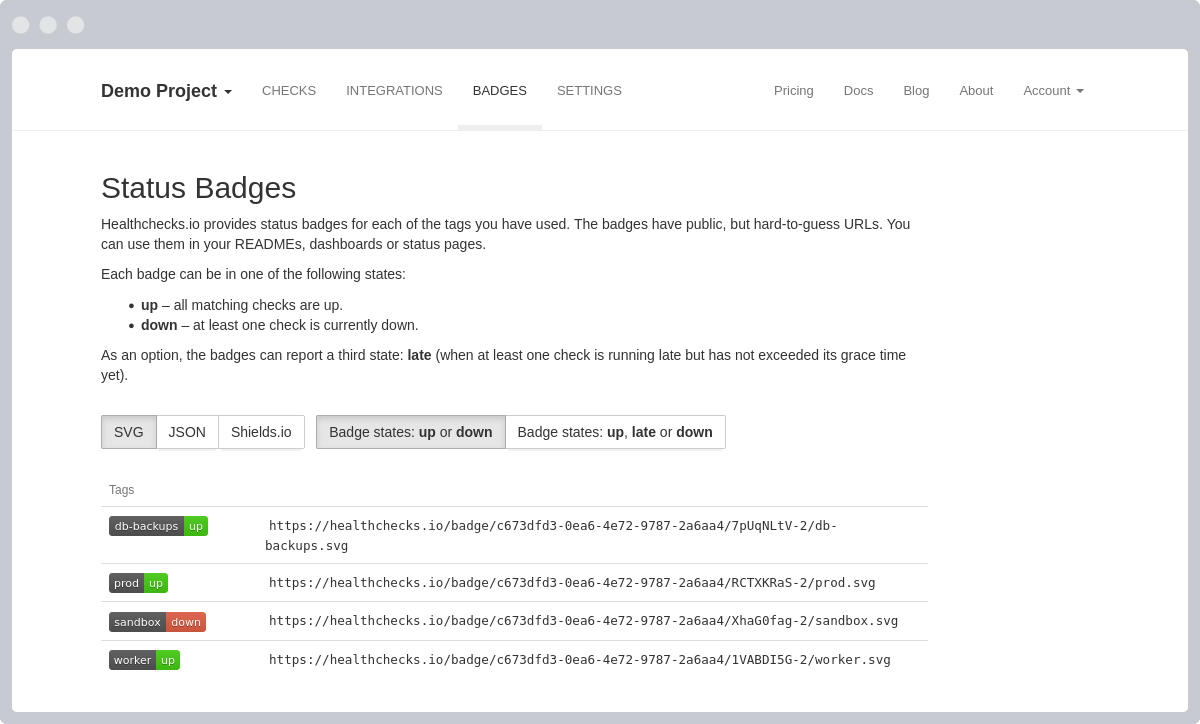 Demo Project CHECKS INTEGRATIONS BADGES SETTINGS Pricing Docs Blog About Account
Status Badges
Healthchecks.io provides status badges for each of the tags you have used. The badges have public, but hard-to-guess URLs. You
can use them in your READMEs, dashboards or status pages.
Each badge can be in one of the following states:
• up – all matching checks are up.
• down – at least one check is currently down.
As an option, the badges can report a third state: late (when at least one check is running late but has not exceeded its grace time
yet).
SVG JSON Shields.io Badge states: up or down Badge states: up, late or down
Tags
db-backups up https://healthchecks.io/badge/c673dfd3-0ea6-4e72-9787-2a6aa4/7pUqNLtV-2/db-
backups.svg
prod up https://healthchecks.io/badge/c673dfd3-0ea6-4e72-9787-2a6aa4/RCTXKRaS-2/prod.svg
sandbox down https://healthchecks.io/badge/c673dfd3-0ea6-4e72-9787-2a6aa4/XhaG0fag-2/sandbox.svg
worker up https://healthchecks.io/badge/c673dfd3-0ea6-4e72-9787-2a6aa4/1VABDI5G-2/worker.svg